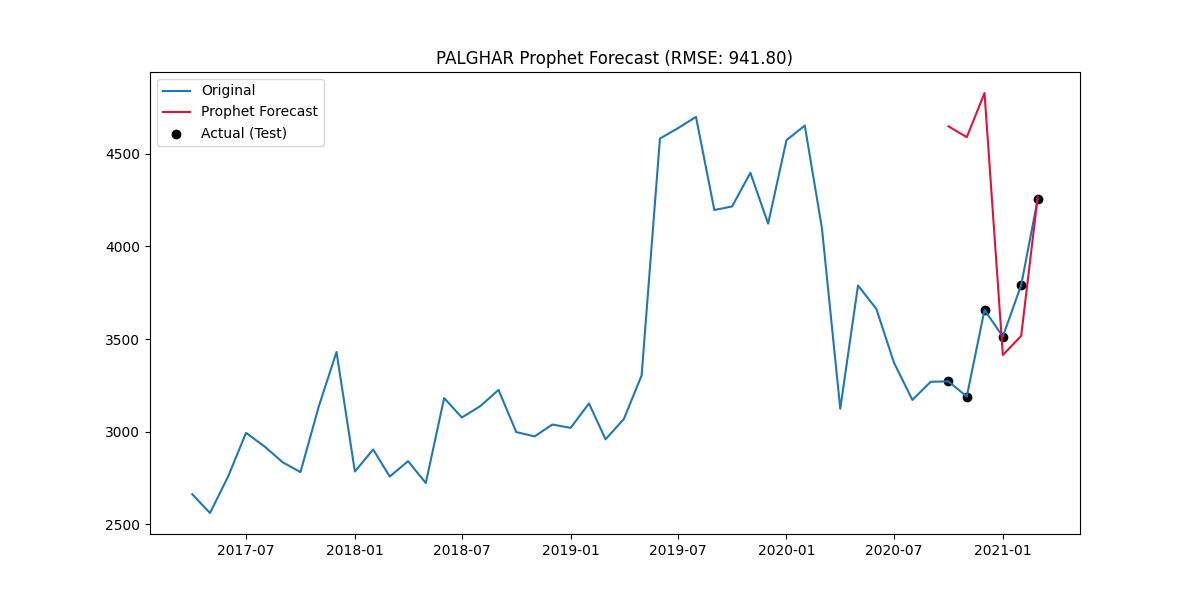 PALGHAR Prophet Forecast (RMSE: 941.80)
Original
Prophet Forecast
Actual (Test)
4500
4000
3500
3000
2500
2017-07 2018-01 2018-07 2019-01 2019-07 2020-01 2020-07 2021-01